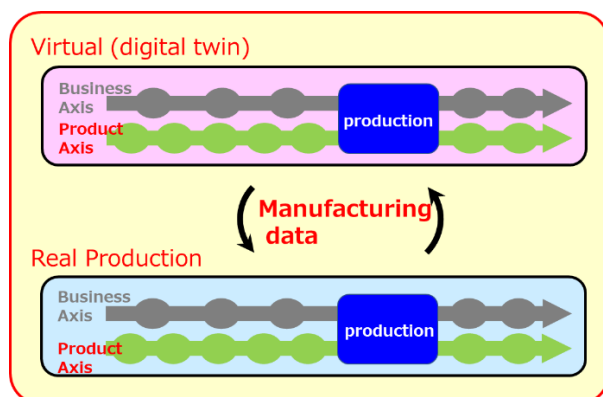 Virtual (digital twin)
Business
Axis
Product
Axis
production
Manufacturing
data
Real Production
Business
Axis
Product
Axis
production